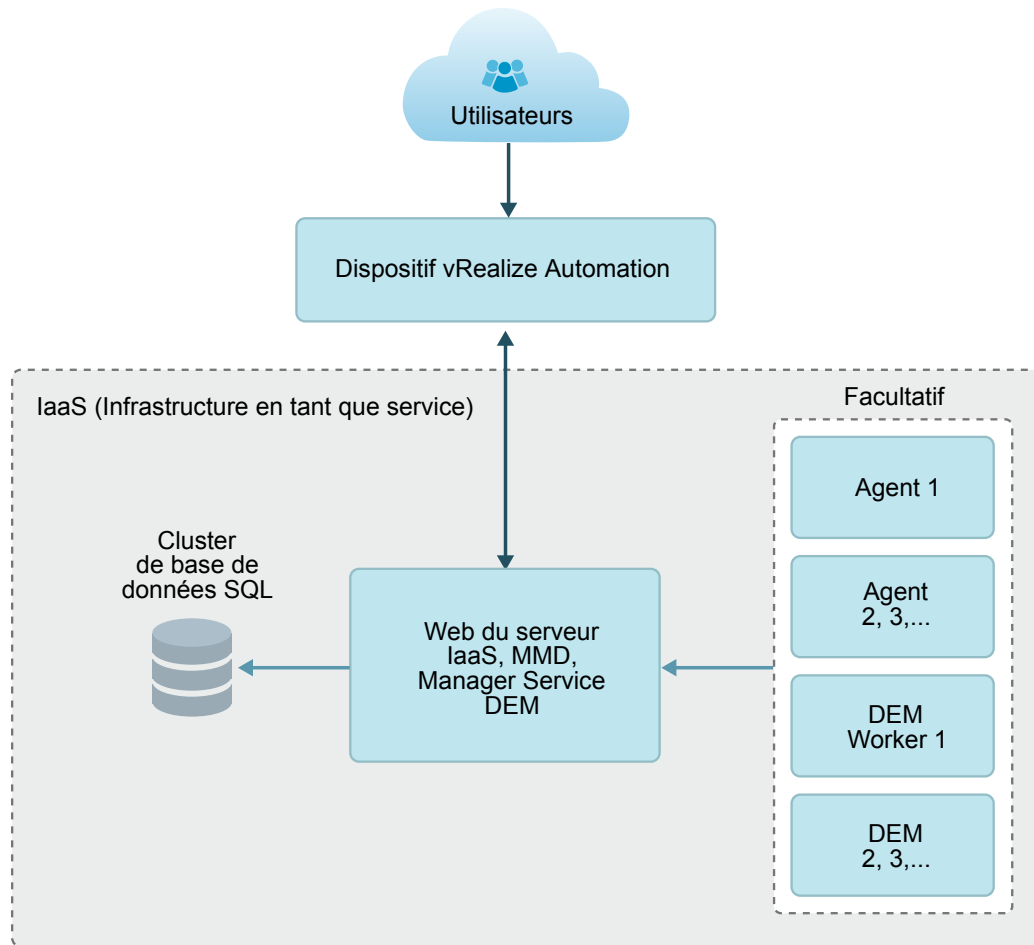 Utilisateurs
Dispositif vRealize Automation
IaaS (Infrastructure en tant que service)
Facultatif
Agent 1
Agent
2, 3,...
DEM
Worker 1
DEM
2, 3,...
Cluster
de base de
données SQL
Web du serveur
IaaS, MMD,
Manager Service
DEM